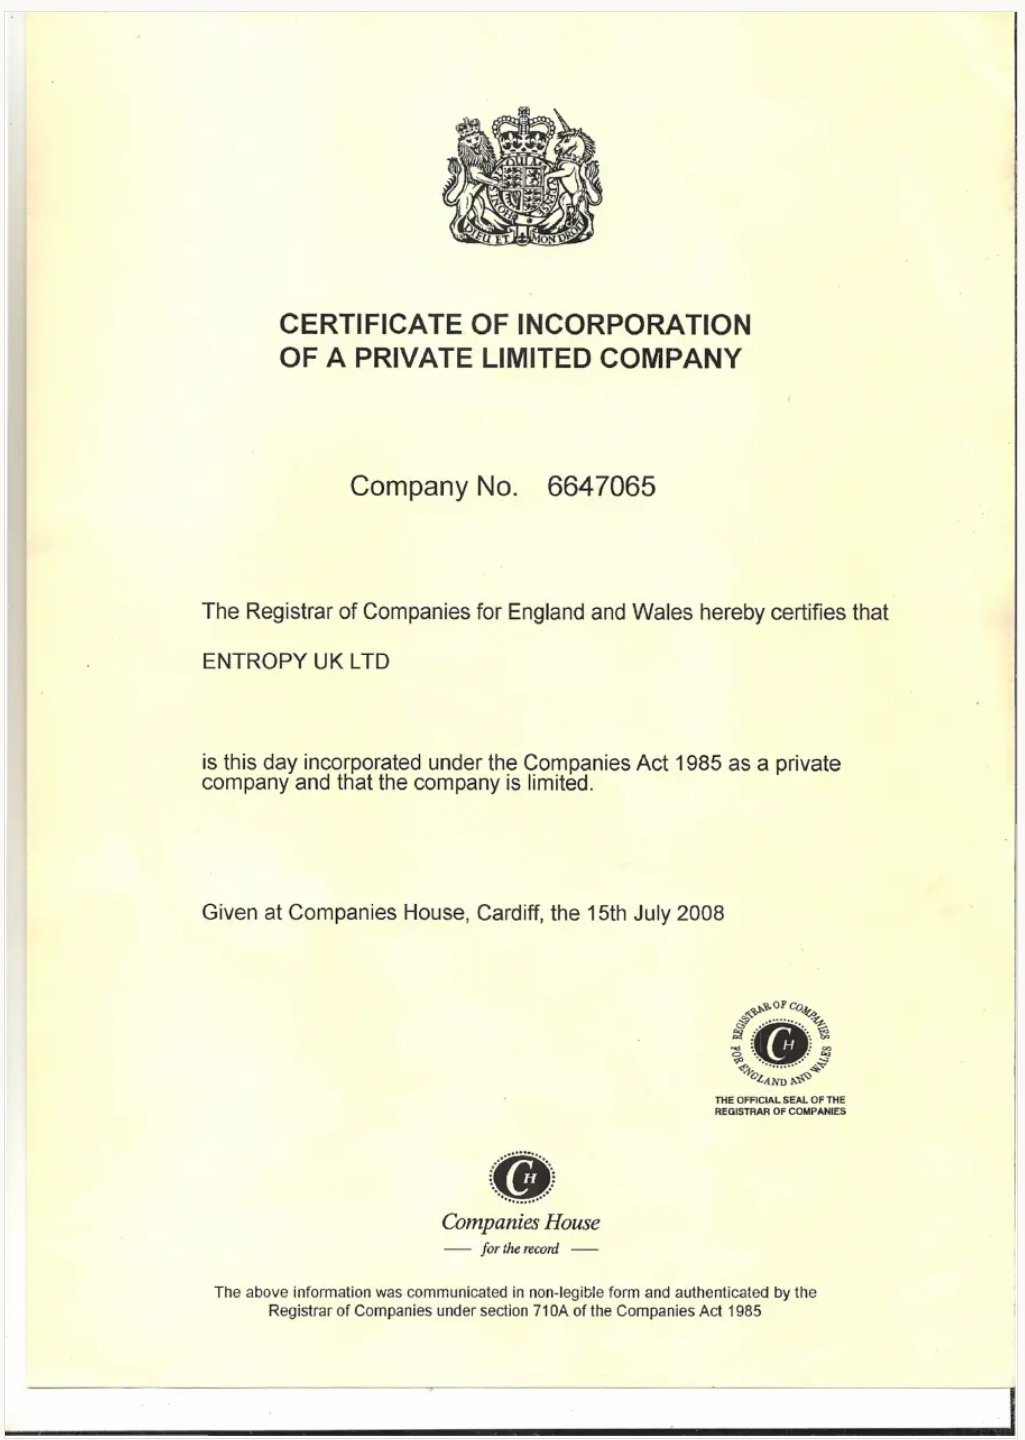 DIEU ET MON DROIT
CERTIFICATE OF INCORPORATION
OF A PRIVATE LIMITED COMPANY
Company No. 6647065
The Registrar of Companies for England and Wales hereby certifies that
ENTROPY UK LTD
is this day incorporated under the Companies Act 1985 as a private
company and that the company is limited.
Given at Companies House, Cardiff, the 15th July 2008
REGISTRAR OF COMPANIES
FOR ENGLAND AND WALES
CH
THE OFFICIAL SEAL OF THE
REGISTRAR OF COMPANIES
CH
Companies House
for the record
The above information was communicated in non-legible form and authenticated by the
Registrar of Companies under section 710A of the Companies Act 1985